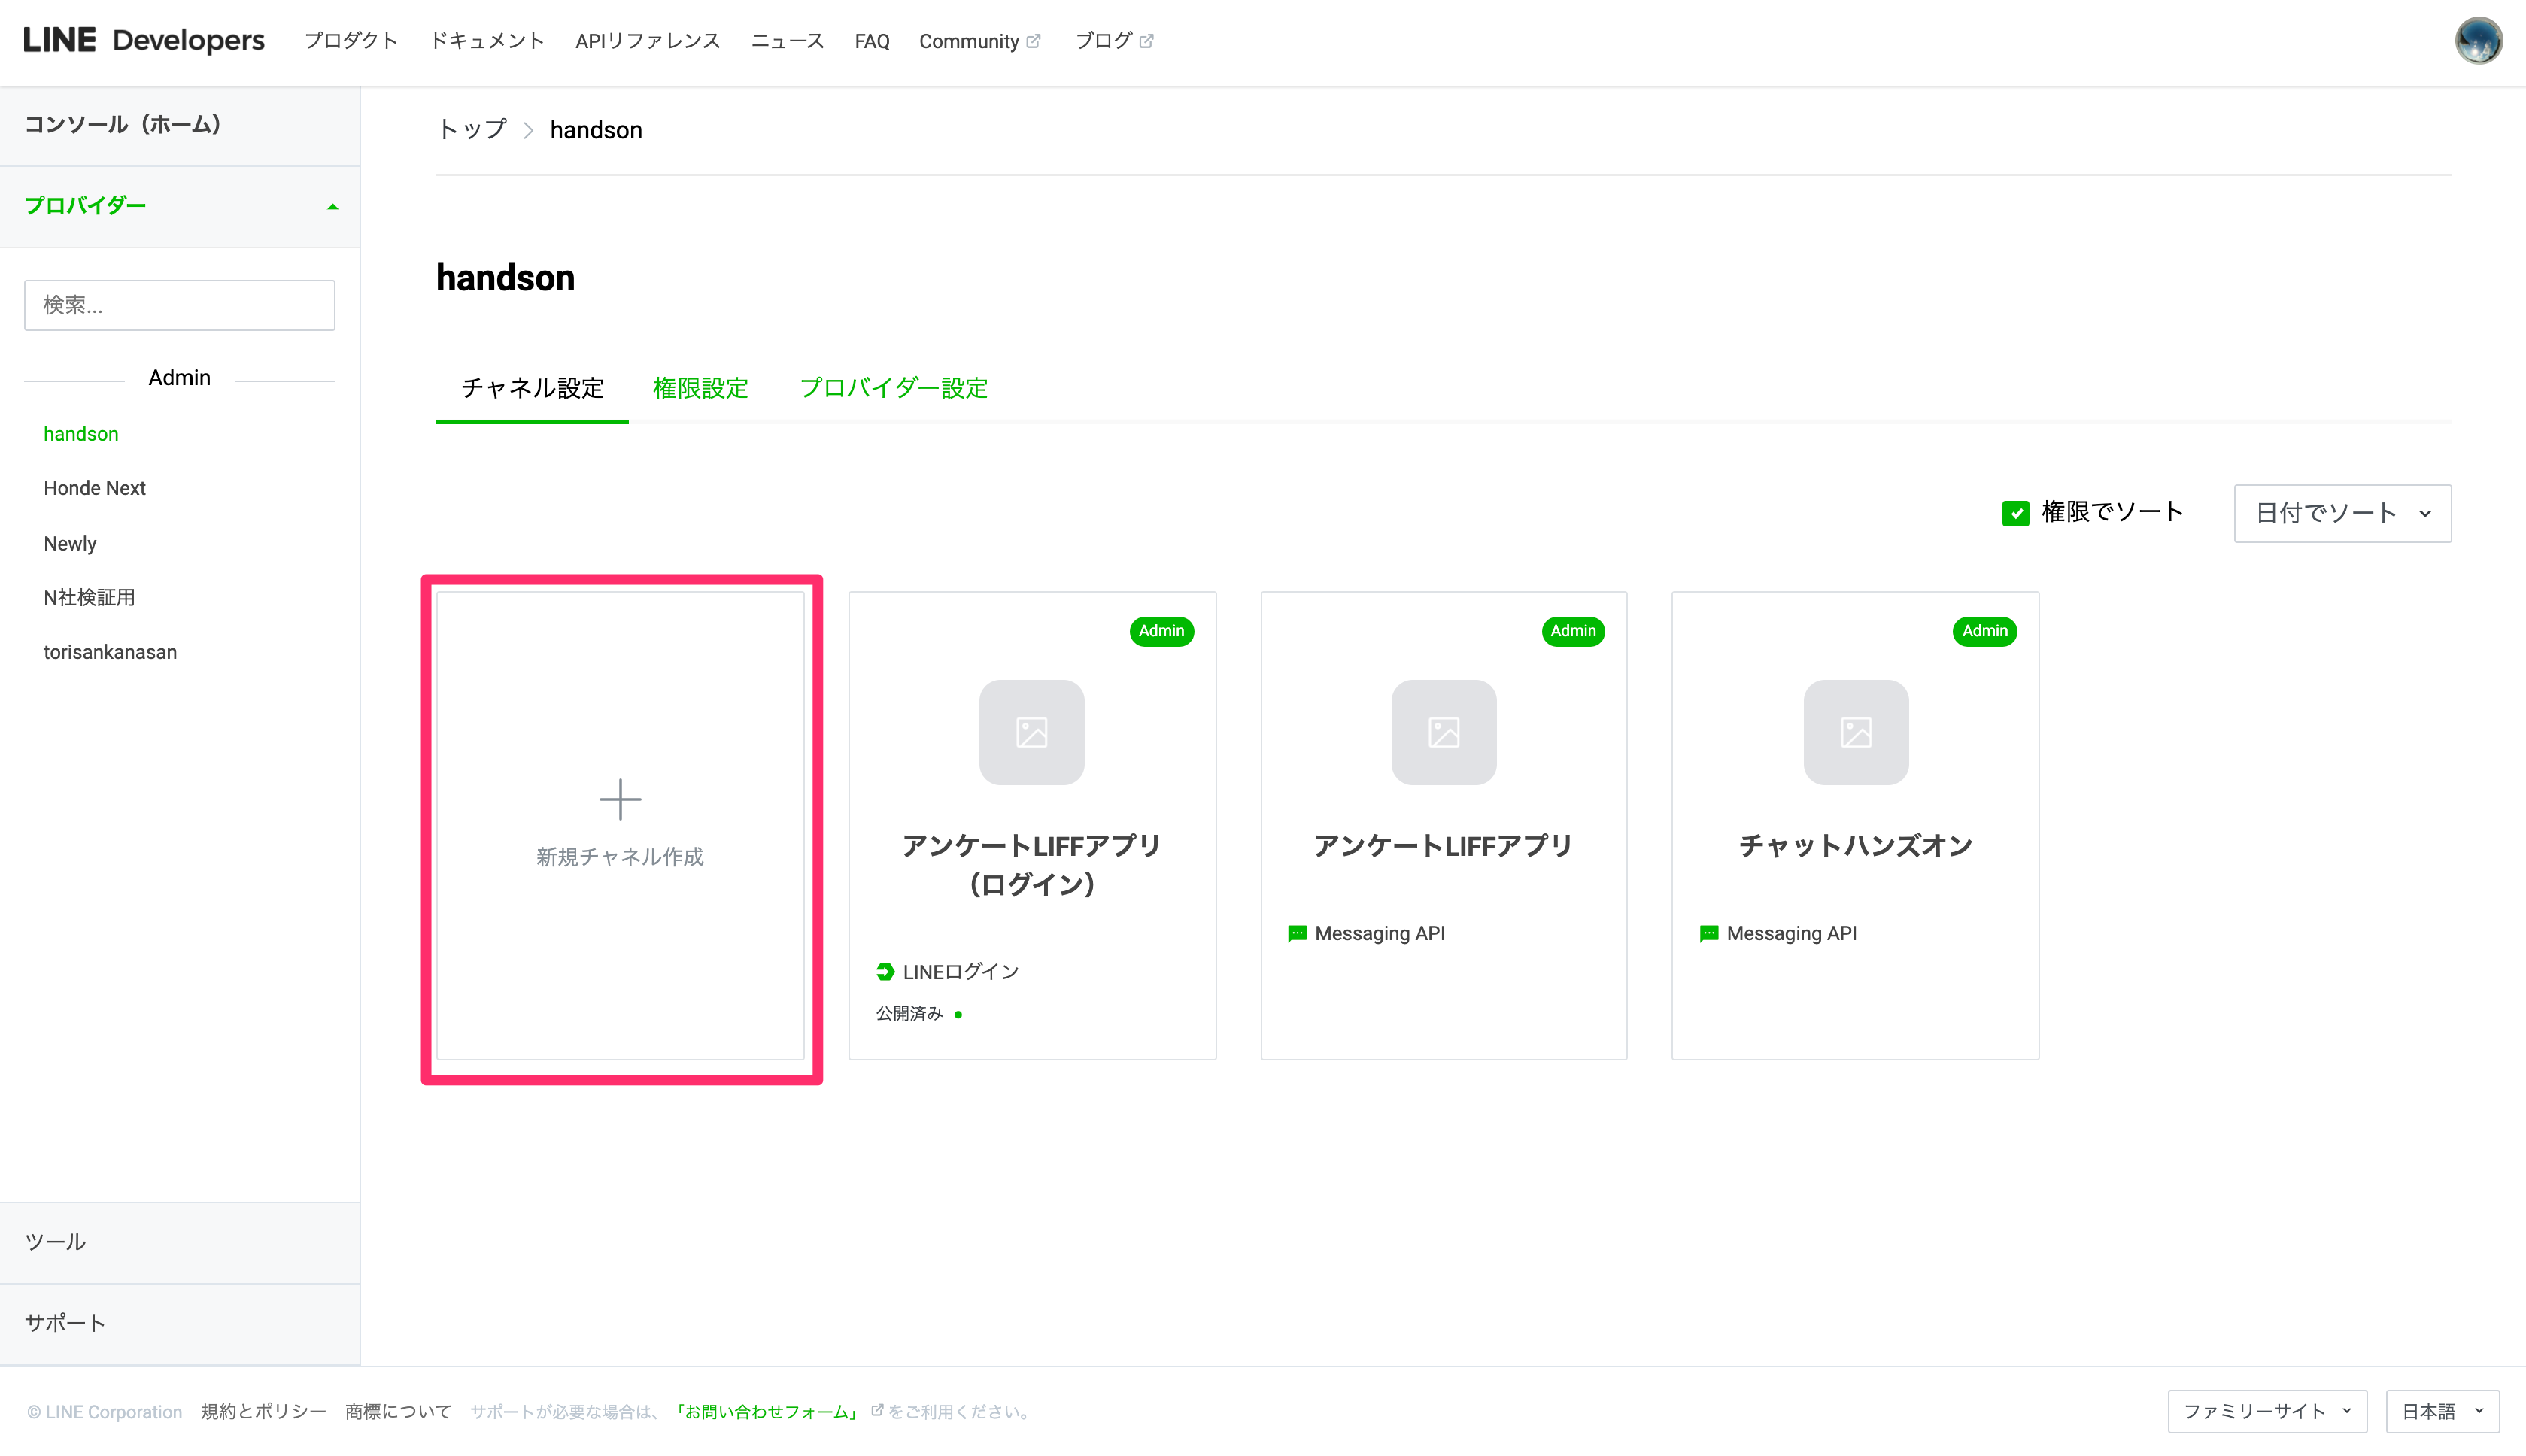 LINE Developers プロダクト ドキュメント APIリファレンス ニュース FAQ Community ブログ
コンソール（ホーム）
プロバイダー
検索...
Admin
handson
Honde Next
Newly
N社検証用
torisankanasan
ツール
サポート
トップ handson
handson
チャネル設定 権限設定 プロバイダー設定
権限でソート 日付でソート
新規チャネル作成
Admin
アンケートLIFFアプリ
（ログイン）
LINEログイン
公開済み
Admin
アンケートLIFFアプリ
Messaging API
Admin
チャットハンズオン
Messaging API
© LINE Corporation 規約とポリシー 商標について サポートが必要な場合は、「お問い合わせフォーム」をご利用ください。 ファミリーサイト 日本語